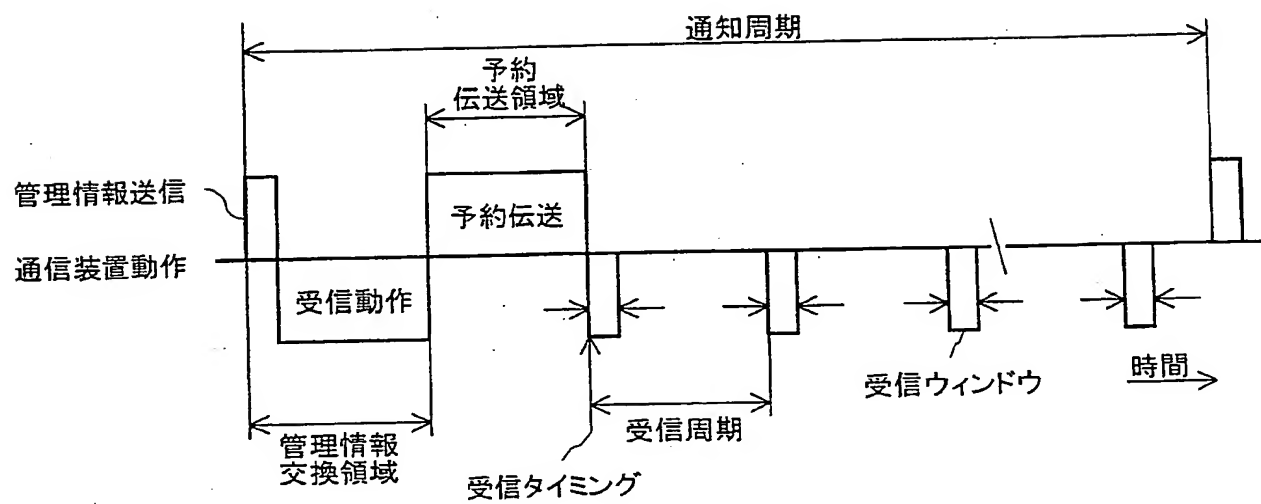 通知周期
予約
伝送領域
管理情報送信
予約伝送
通信装置動作
受信動作
受信ウィンドウ
時間
受信周期
管理情報
交換領域
受信タイミング